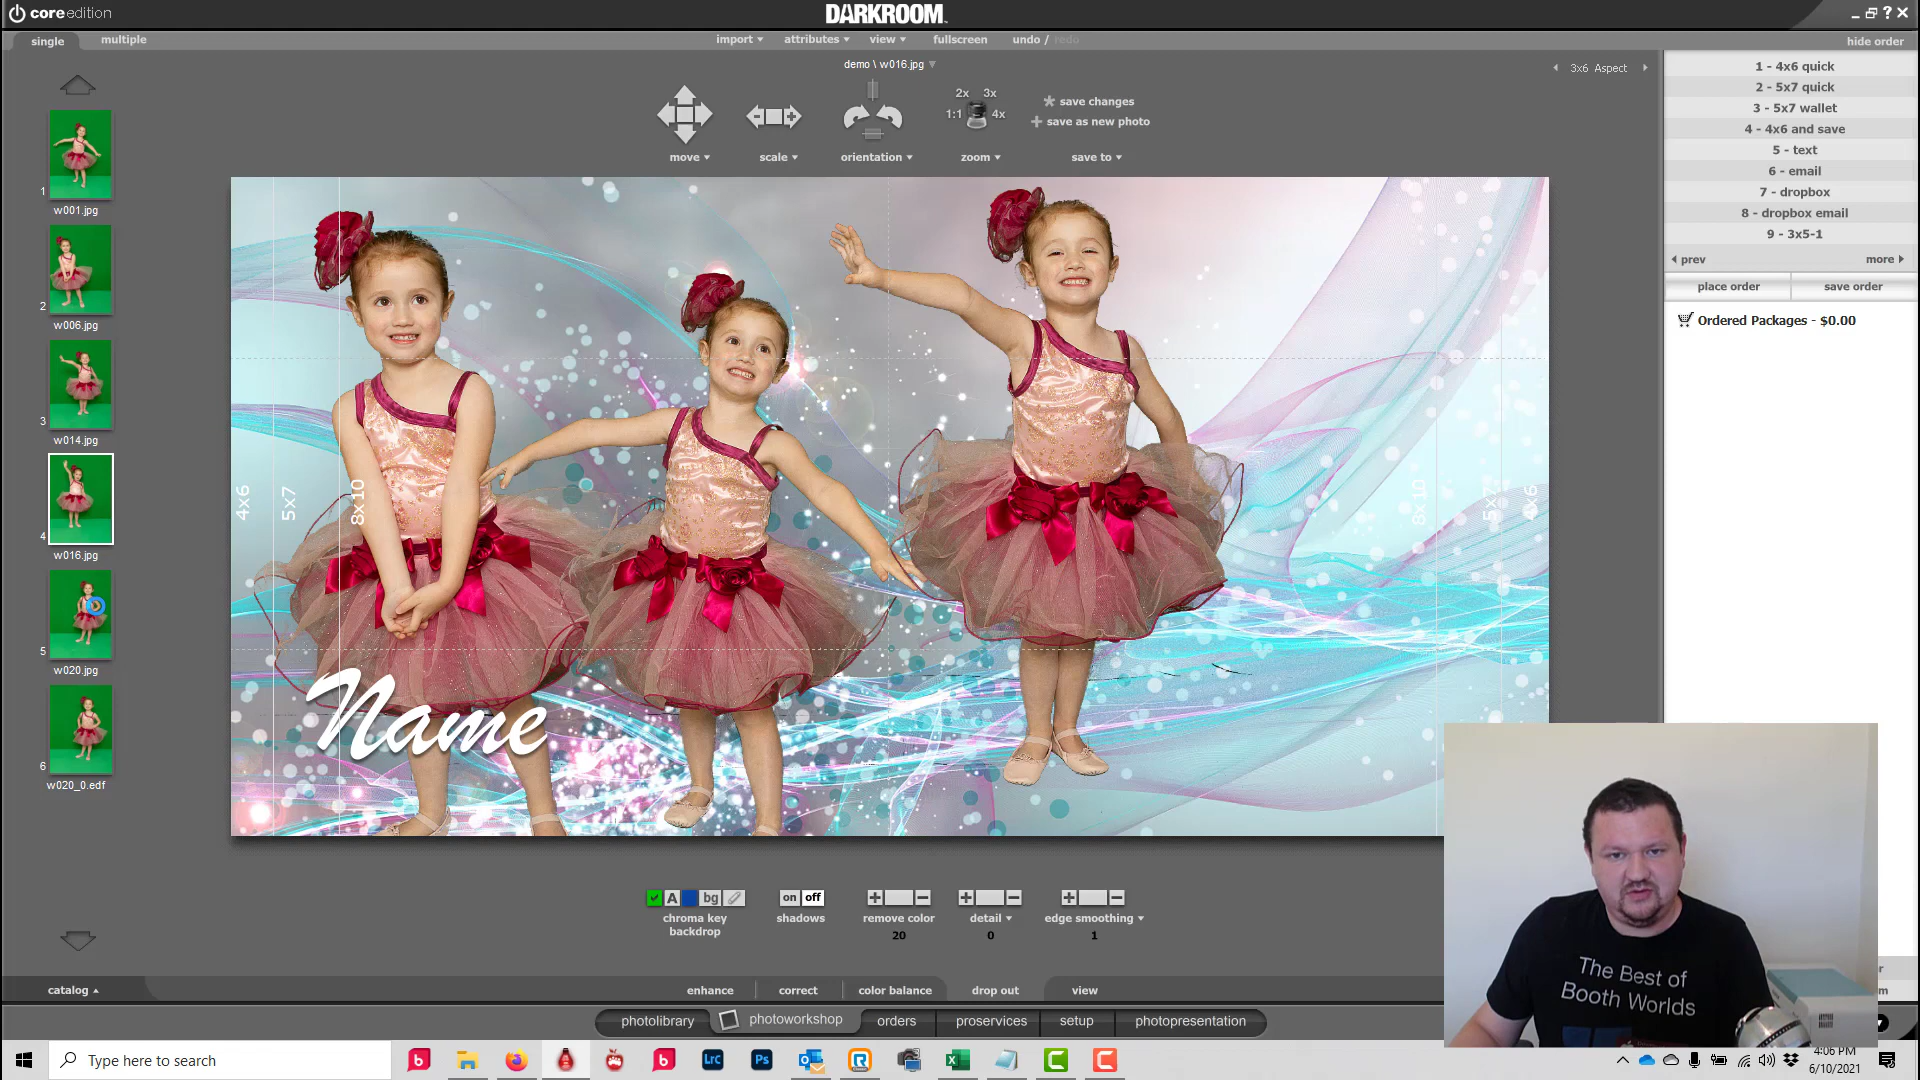 coreedition
DARKROOM
single
multiple
import
attributes
view
fullscreen
undo / redo
hide order
demo \ w016.jpg
3x6 Aspect
2x 3x
1:1 4x
save changes
save as new photo
move
scale
orientation
zoom
save to
1 - 4x6 quick
2 - 5x7 quick
3 - 5x7 wallet
4 - 4x6 and save
5 - text
6 - email
7 - dropbox
8 - dropbox email
9 - 3x5-1
prev
more
place order
save order
Ordered Packages - $0.00
1
w001.jpg
2
w006.jpg
3
w014.jpg
4
w016.jpg
5
w020.jpg
6
w020_0.edf
4x6
5x7
8x10
8x10
5x7
4x6
Name
A
bg
on off
chroma key
backdrop
shadows
remove color
20
detail
0
edge smoothing
1
The Best of
Booth Worlds
catalog
enhance
correct
color balance
drop out
view
photolibrary
photoworkshop
orders
proservices
setup
photopresentation
Type here to search
LrC
Ps
4:06 PM
6/10/2021